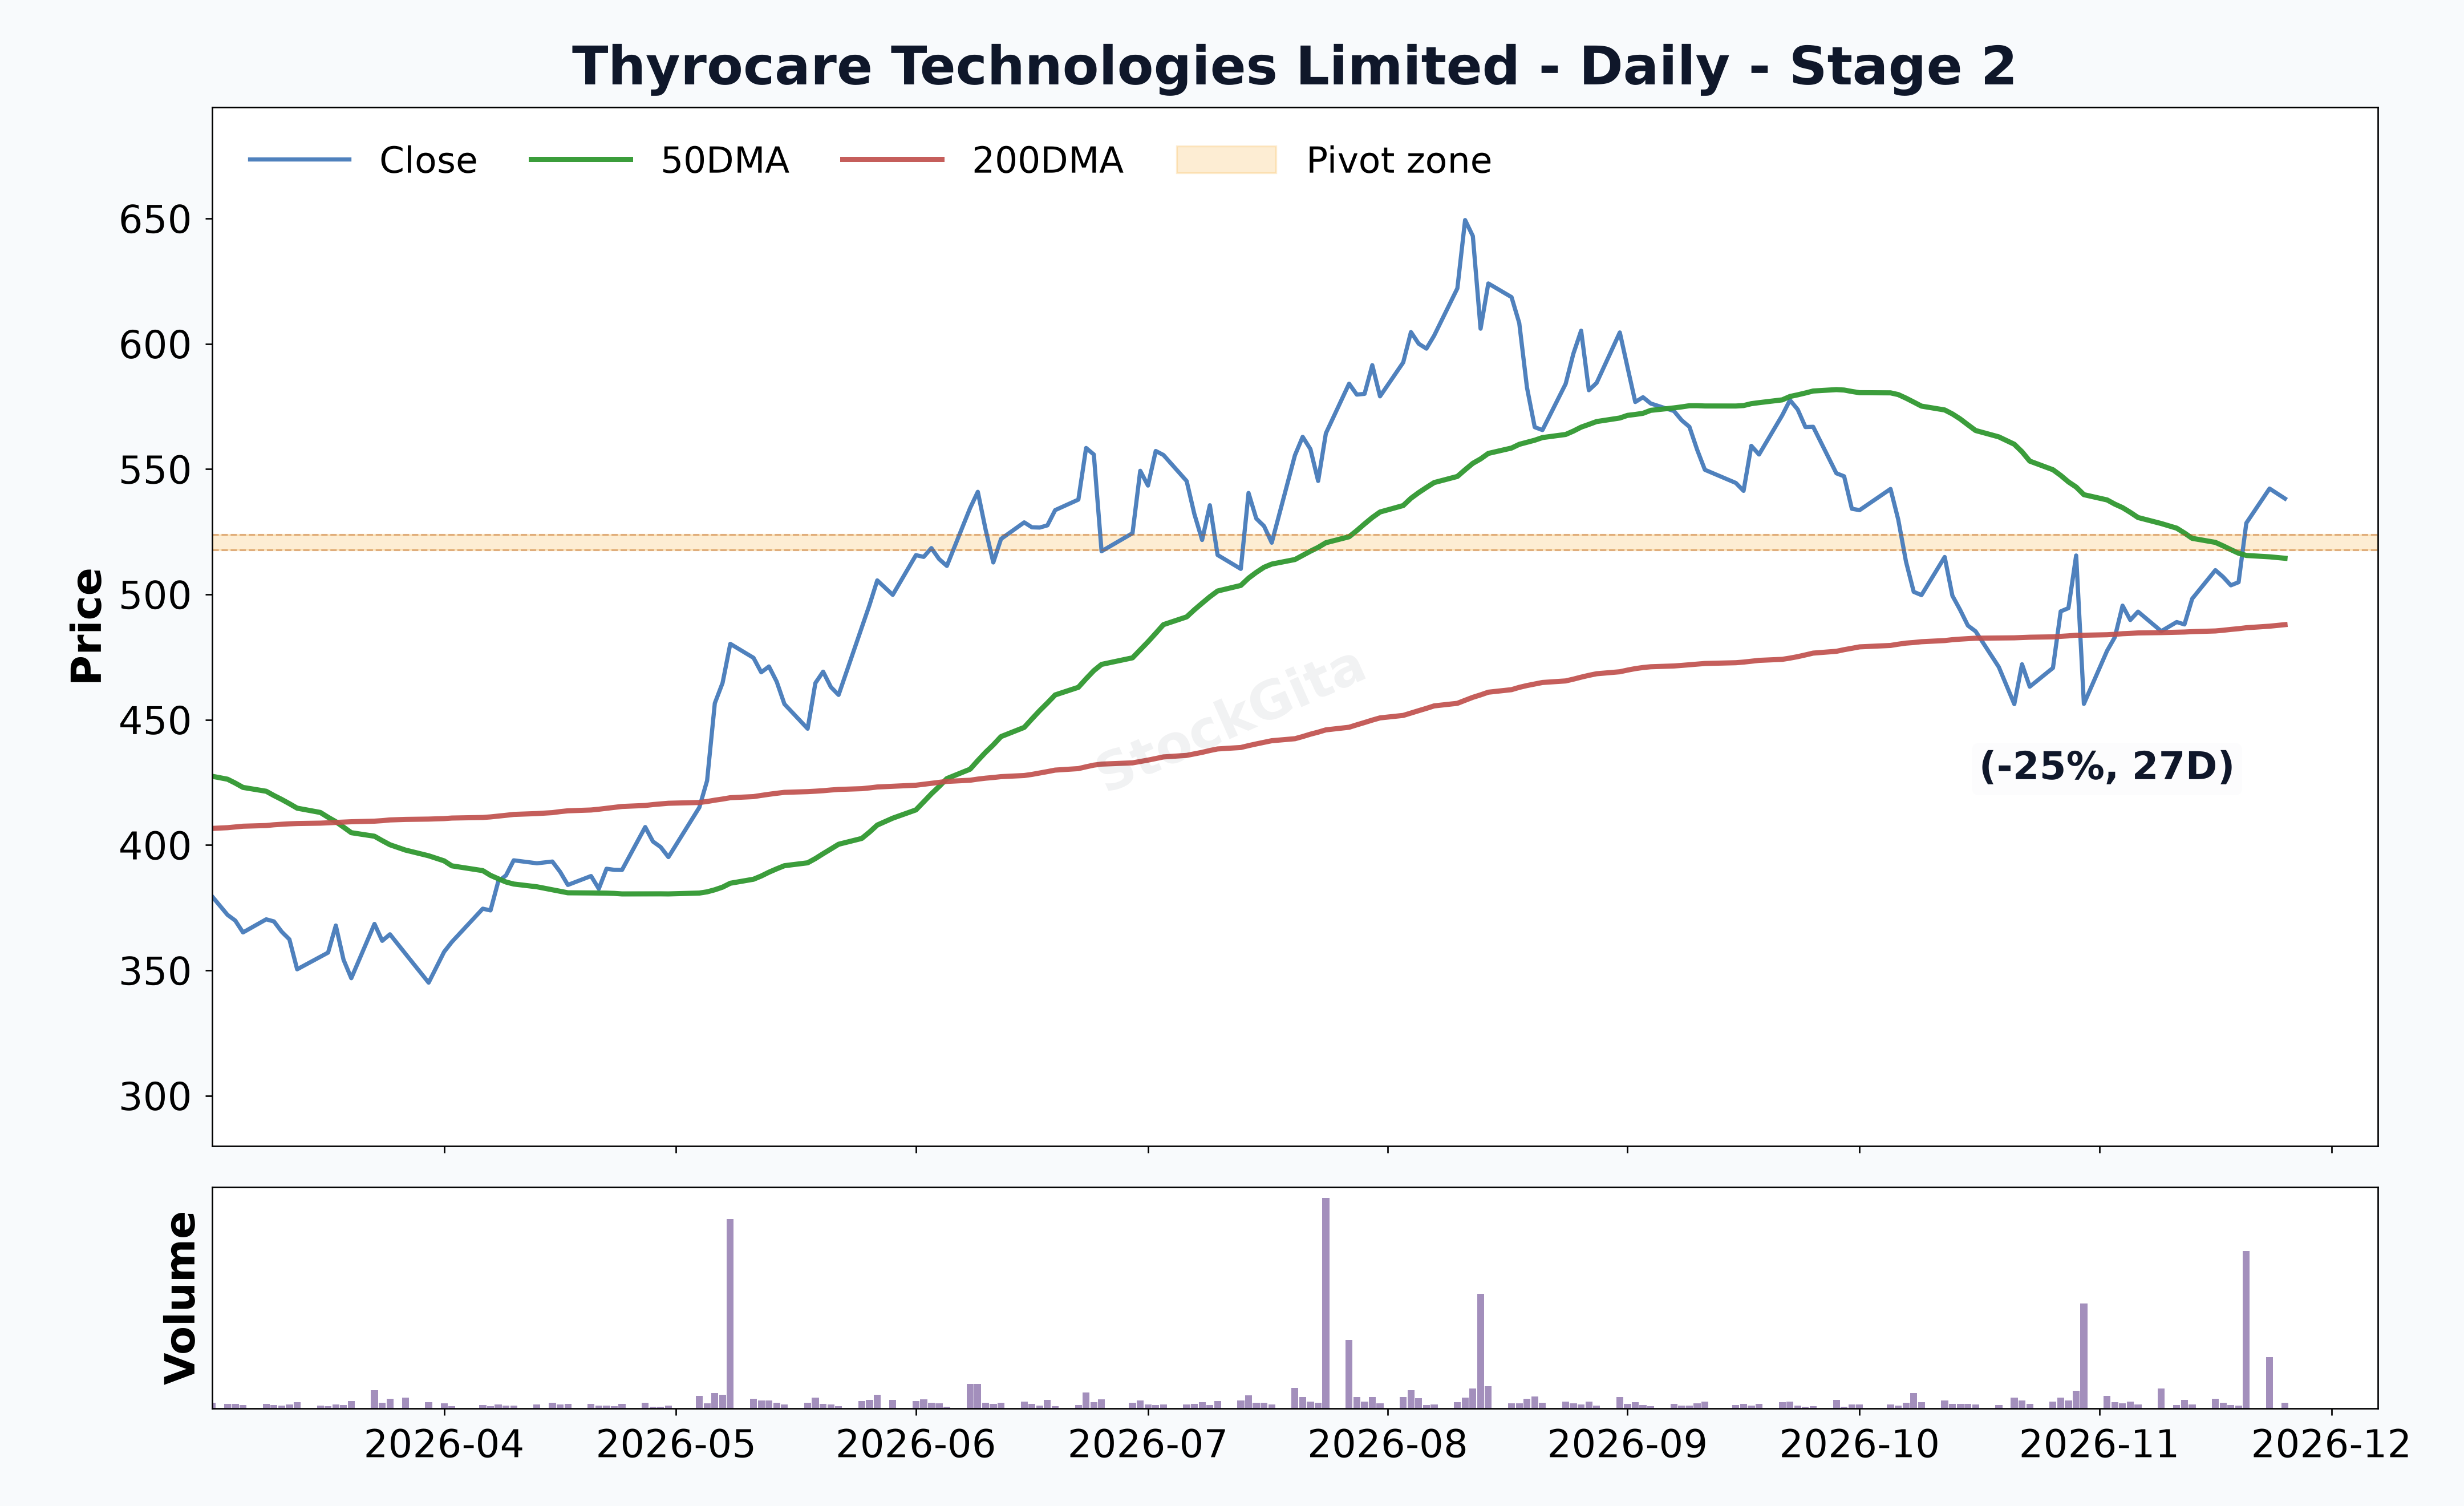 Thyrocare Technologies Limited - Daily - Stage 2
Close 50DMA 200DMA Pivot zone
650
600
550
500
450
400
350
300
Price
StockGita
(-25%, 27D)
Volume
2026-04 2026-05 2026-06 2026-07 2026-08 2026-09 2026-10 2026-11 2026-12